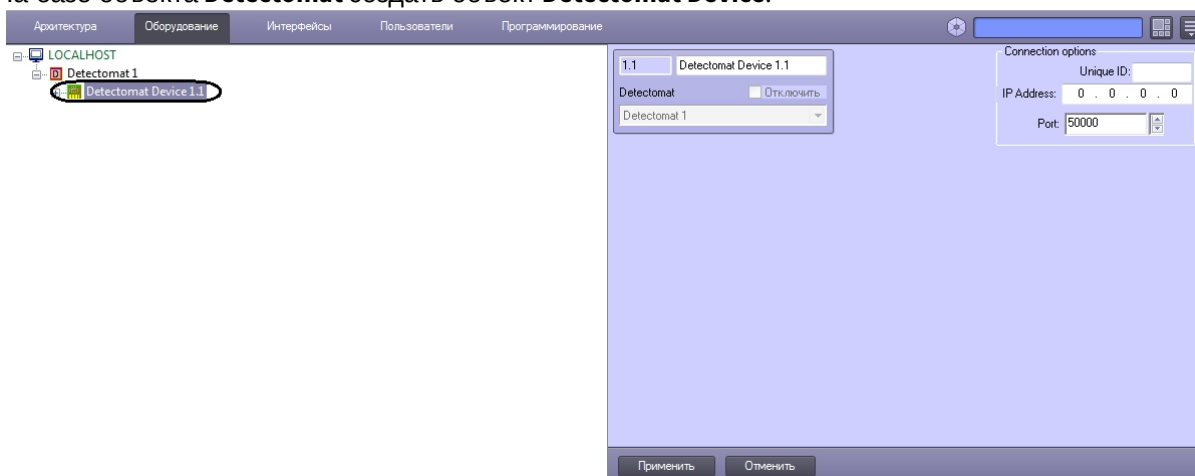 на базе объекта Detectomat создать объект Detectomat Device.
Архитектура Оборудование Интерфейсы Пользователи Программирование
LOCALHOST
Detectomat 1
Detectomat Device 1.1
1.1 Detectomat Device 1.1
Detectomat Отключить
Detectomat 1
Connection options
Unique ID:
IP Address: 0 . 0 . 0 . 0
Port: 50000
Применить Отменить